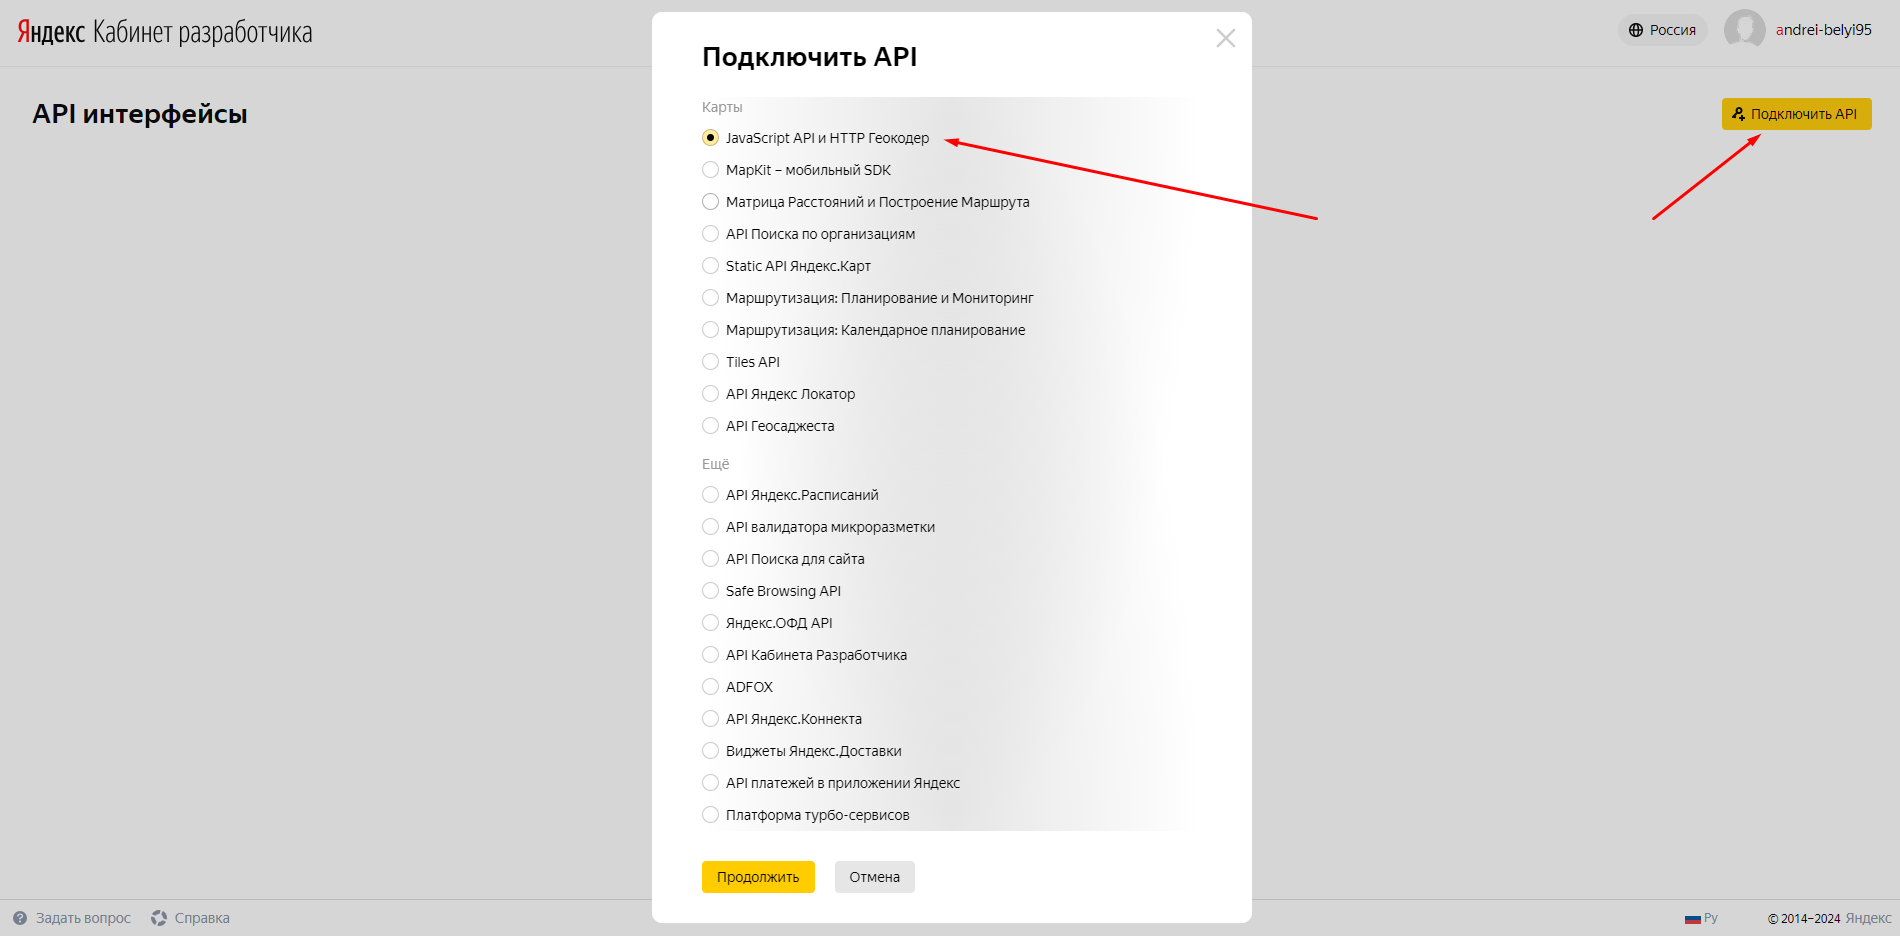 Яндекс Кабинет разработчика
Россия
andrei-belyi95
API интерфейсы
Подключить API
Подключить API
Карты
JavaScript API и HTTP Геокодер
MapKit – мобильный SDK
Матрица Расстояний и Построение Маршрута
API Поиска по организациям
Static API Яндекс.Карт
Маршрутизация: Планирование и Мониторинг
Маршрутизация: Календарное планирование
Tiles API
API Яндекс Локатор
API Геосаджеста
Ещё
API Яндекс.Расписаний
API валидатора микроразметки
API Поиска для сайта
Safe Browsing API
Яндекс.ОФД API
API Кабинета Разработчика
ADFOX
API Яндекс.Коннекта
Виджеты Яндекс.Доставки
API платежей в приложении Яндекс
Платформа турбо-сервисов
Продолжить
Отмена
Задать вопрос
Справка
Ру
© 2014–2024 Яндекс